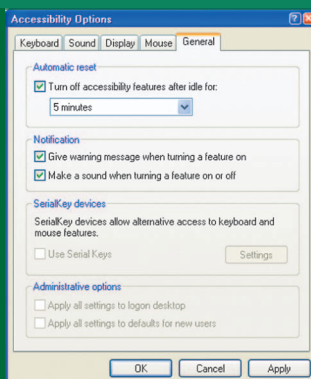 Accessibility Options
Keyboard Sound Display Mouse General
Automatic reset
Turn off accessibility features after idle for:
5 minutes
Notification
Give warning message when turning a feature on
Make a sound when turning a feature on or off
SerialKey devices
SerialKey devices allow alternative access to keyboard and
mouse features.
Use Serial Keys Settings
Administrative options
Apply all settings to logon desktop
Apply all settings to defaults for new users
OK Cancel Apply